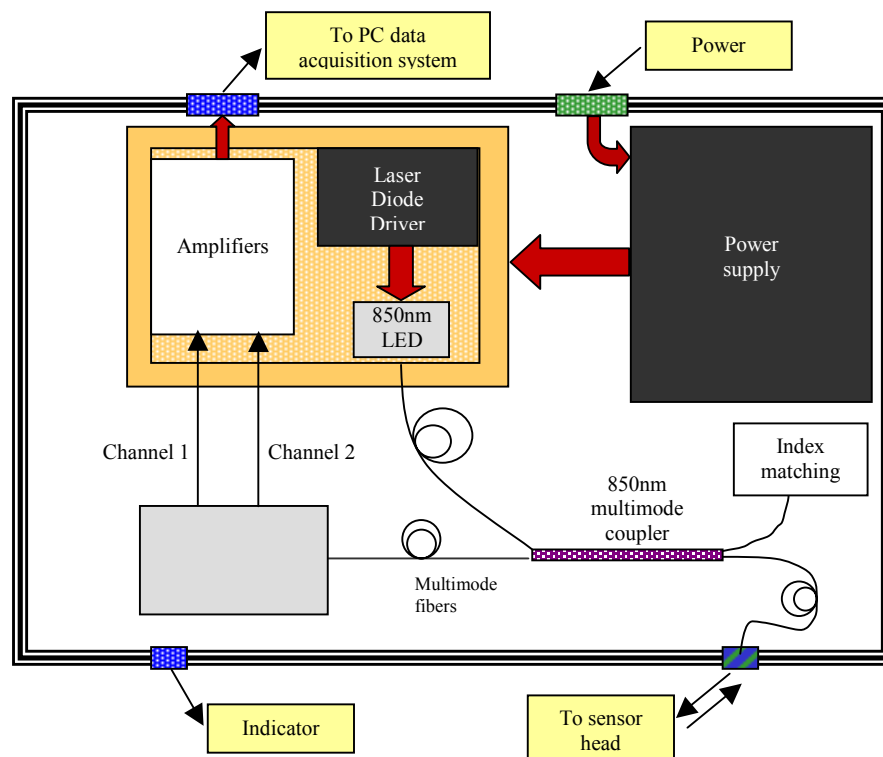 To PC data
acquisition system
Power
Laser
Diode
Driver
Amplifiers
Power
supply
850nm
LED
Channel 1
Channel 2
Index
matching
850nm
multimode
coupler
Multimode
fibers
Indicator
To sensor
head